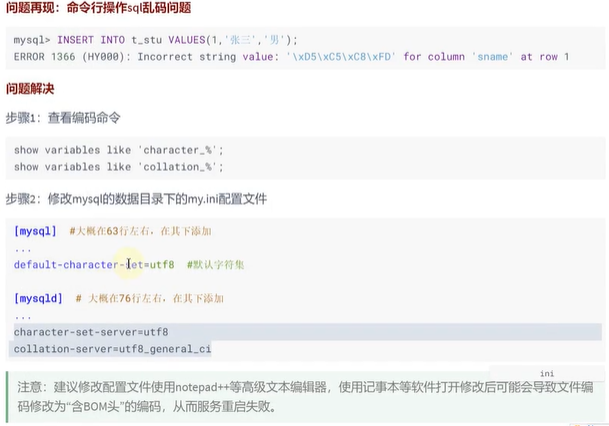 问题再现：命令行操作sql乱码问题
mysql> INSERT INTO t_stu VALUES(1,'张三','男');
ERROR 1366 (HY000): Incorrect string value: '\xD5\xC5\xC8\xFD' for column 'sname' at row 1
问题解决
步骤1：查看编码命令
show variables like 'character_%';
show variables like 'collation_%';
步骤2：修改mysql的数据目录下的my.ini配置文件
[mysql] #大概在63行左右，在其下添加
...
default-character-set=utf8 #默认字符集
[mysqld] # 大概在76行左右，在其下添加
...
character-set-server=utf8
collation-server=utf8_general_ci
ini
注意：建议修改配置文件使用notepad++等高级文本编辑器，使用记事本等软件打开修改后可能会导致文件编
码修改为“含BOM头”的编码，从而服务重启失败。